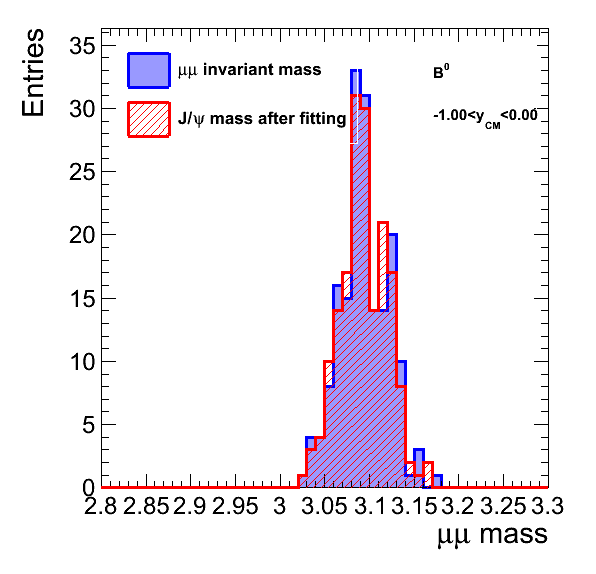 35
30
25
20
15
10
5
0
Entries
μμ invariant mass
J/ψ mass after fitting
B⁰
-1.00<y_CM<0.00
2.8 2.85 2.9 2.95 3 3.05 3.1 3.15 3.2 3.25 3.3
μμ mass